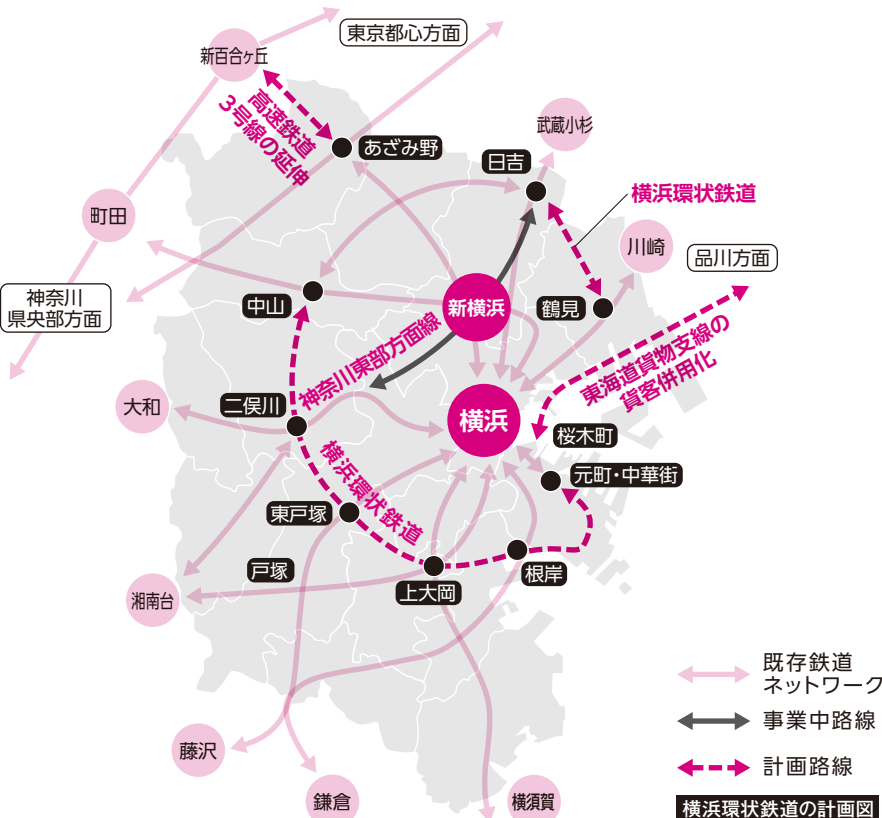 東京都心方面
新百合ヶ丘
高速鉄道
3号線の延伸
あざみ野
武蔵小杉
日吉
横浜環状鉄道
町田
川崎
品川方面
神奈川
県央部方面
中山
新横浜
鶴見
神奈川東部方面線
東海道貨物支線の
貨客併用化
大和
二俣川
横浜
桜木町
横浜環状鉄道
元町・中華街
東戸塚
戸塚
根岸
上大岡
湘南台
既存鉄道
ネットワーク
事業中路線
藤沢
計画路線
鎌倉
横須賀
横浜環状鉄道の計画図